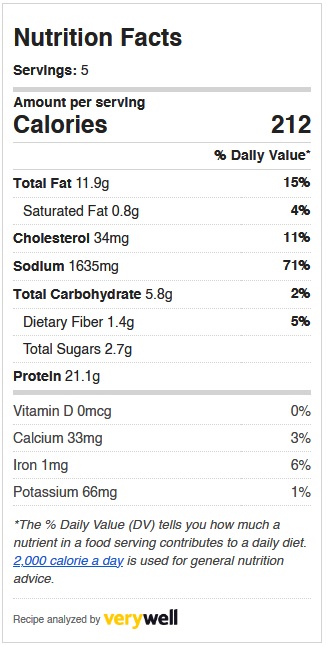 Nutrition Facts
Servings: 5
Amount per serving
Calories 212
% Daily Value*
Total Fat 11.9g 15%
Saturated Fat 0.8g 4%
Cholesterol 34mg 11%
Sodium 1635mg 71%
Total Carbohydrate 5.8g 2%
Dietary Fiber 1.4g 5%
Total Sugars 2.7g
Protein 21.1g
Vitamin D 0mcg 0%
Calcium 33mg 3%
Iron 1mg 6%
Potassium 66mg 1%
*The % Daily Value (DV) tells you how much a
nutrient in a food serving contributes to a daily diet.
2,000 calorie a day is used for general nutrition
advice.
Recipe analyzed by verywell